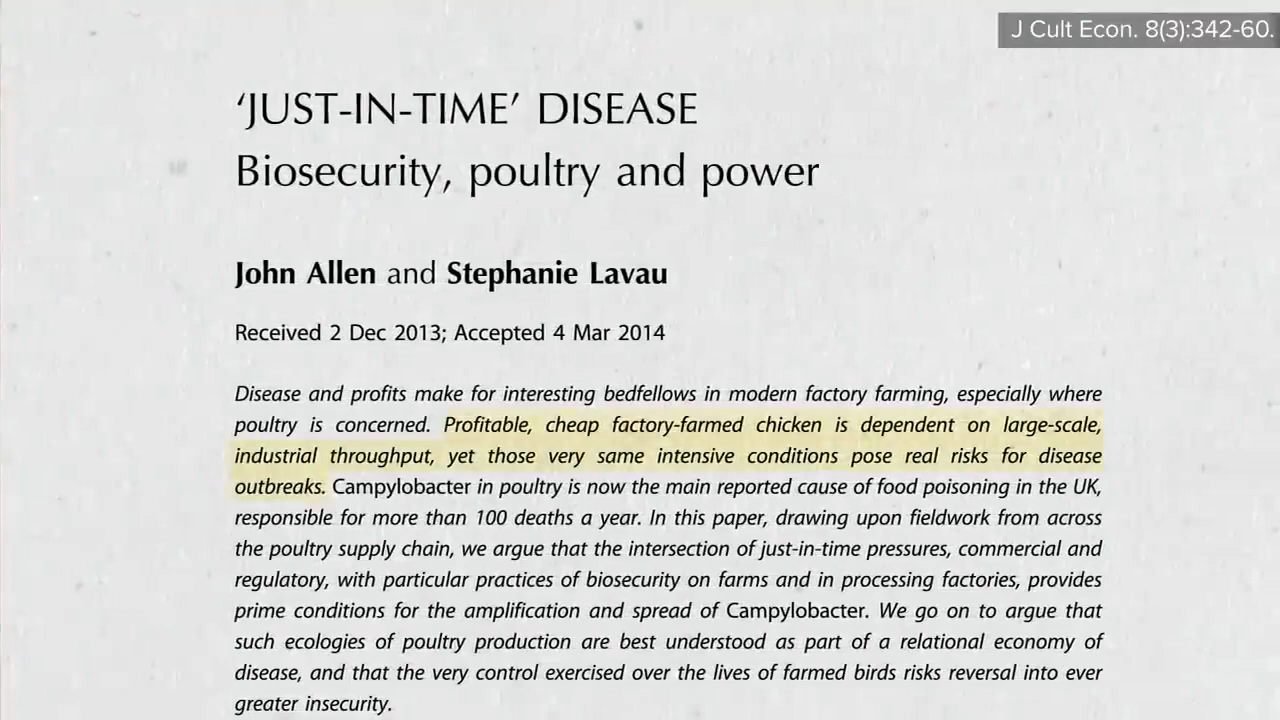 J Cult Econ. 8(3):342-60.
‘JUST-IN-TIME’ DISEASE
Biosecurity, poultry and power
John Allen and Stephanie Lavau
Received 2 Dec 2013; Accepted 4 Mar 2014
Disease and profits make for interesting bedfellows in modern factory farming, especially where
poultry is concerned. Profitable, cheap factory-farmed chicken is dependent on large-scale,
industrial throughput, yet those very same intensive conditions pose real risks for disease
outbreaks. Campylobacter in poultry is now the main reported cause of food poisoning in the UK,
responsible for more than 100 deaths a year. In this paper, drawing upon fieldwork from across
the poultry supply chain, we argue that the intersection of just-in-time pressures, commercial and
regulatory, with particular practices of biosecurity on farms and in processing factories, provides
prime conditions for the amplification and spread of Campylobacter. We go on to argue that
such ecologies of poultry production are best understood as part of a relational economy of
disease, and that the very control exercised over the lives of farmed birds risks reversal into ever
greater insecurity.